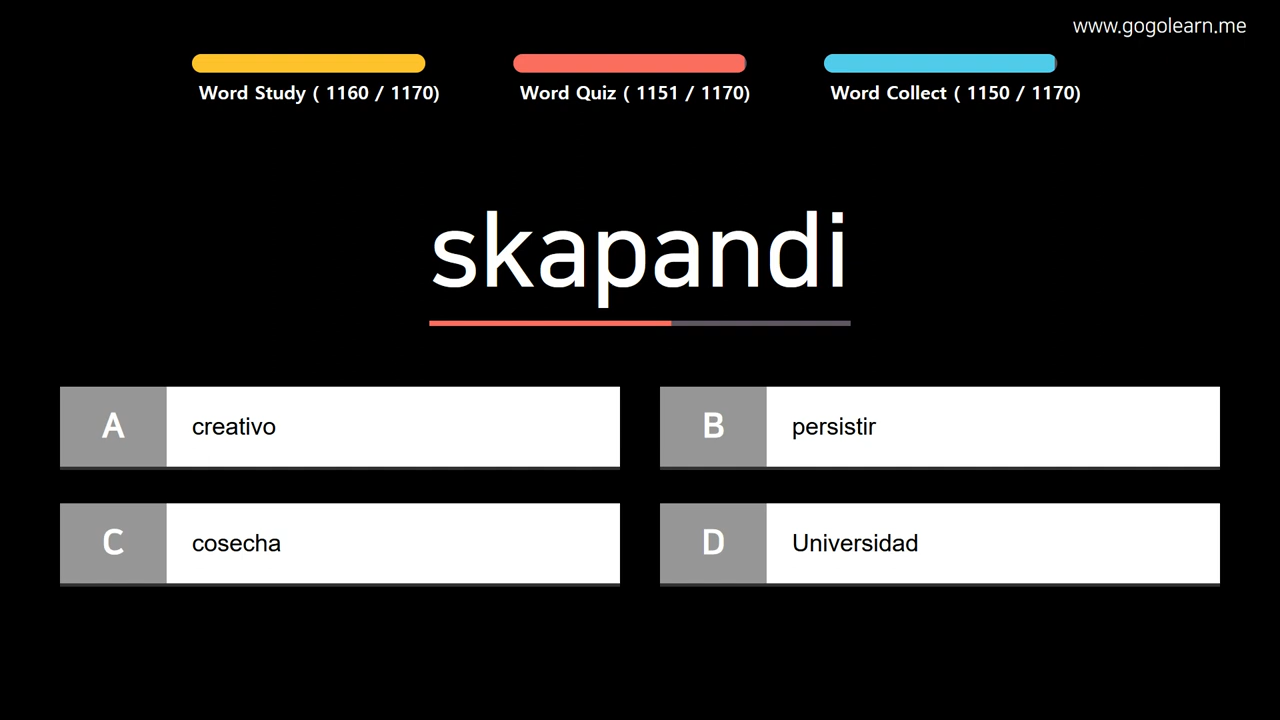 www.gogolearn.me
Word Study ( 1160 / 1170)
Word Quiz ( 1151 / 1170)
Word Collect ( 1150 / 1170)
skapandi
A creativo
B persistir
C cosecha
D Universidad